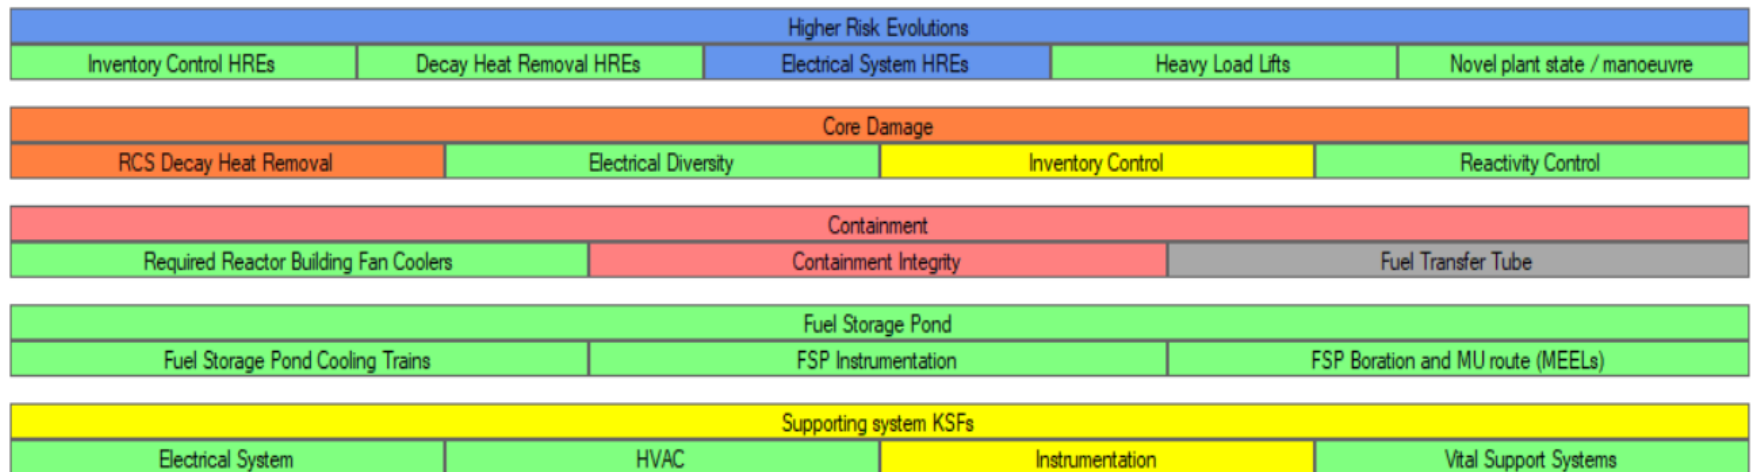 Higher Risk Evolutions
Inventory Control HREs Decay Heat Removal HREs Electrical System HREs Heavy Load Lifts Novel plant state / manoeuvre
Core Damage
RCS Decay Heat Removal Electrical Diversity Inventory Control Reactivity Control
Containment
Required Reactor Building Fan Coolers Containment Integrity Fuel Transfer Tube
Fuel Storage Pond
Fuel Storage Pond Cooling Trains FSP Instrumentation FSP Boration and MU route (MEELs)
Supporting system KSFs
Electrical System HVAC Instrumentation Vital Support Systems